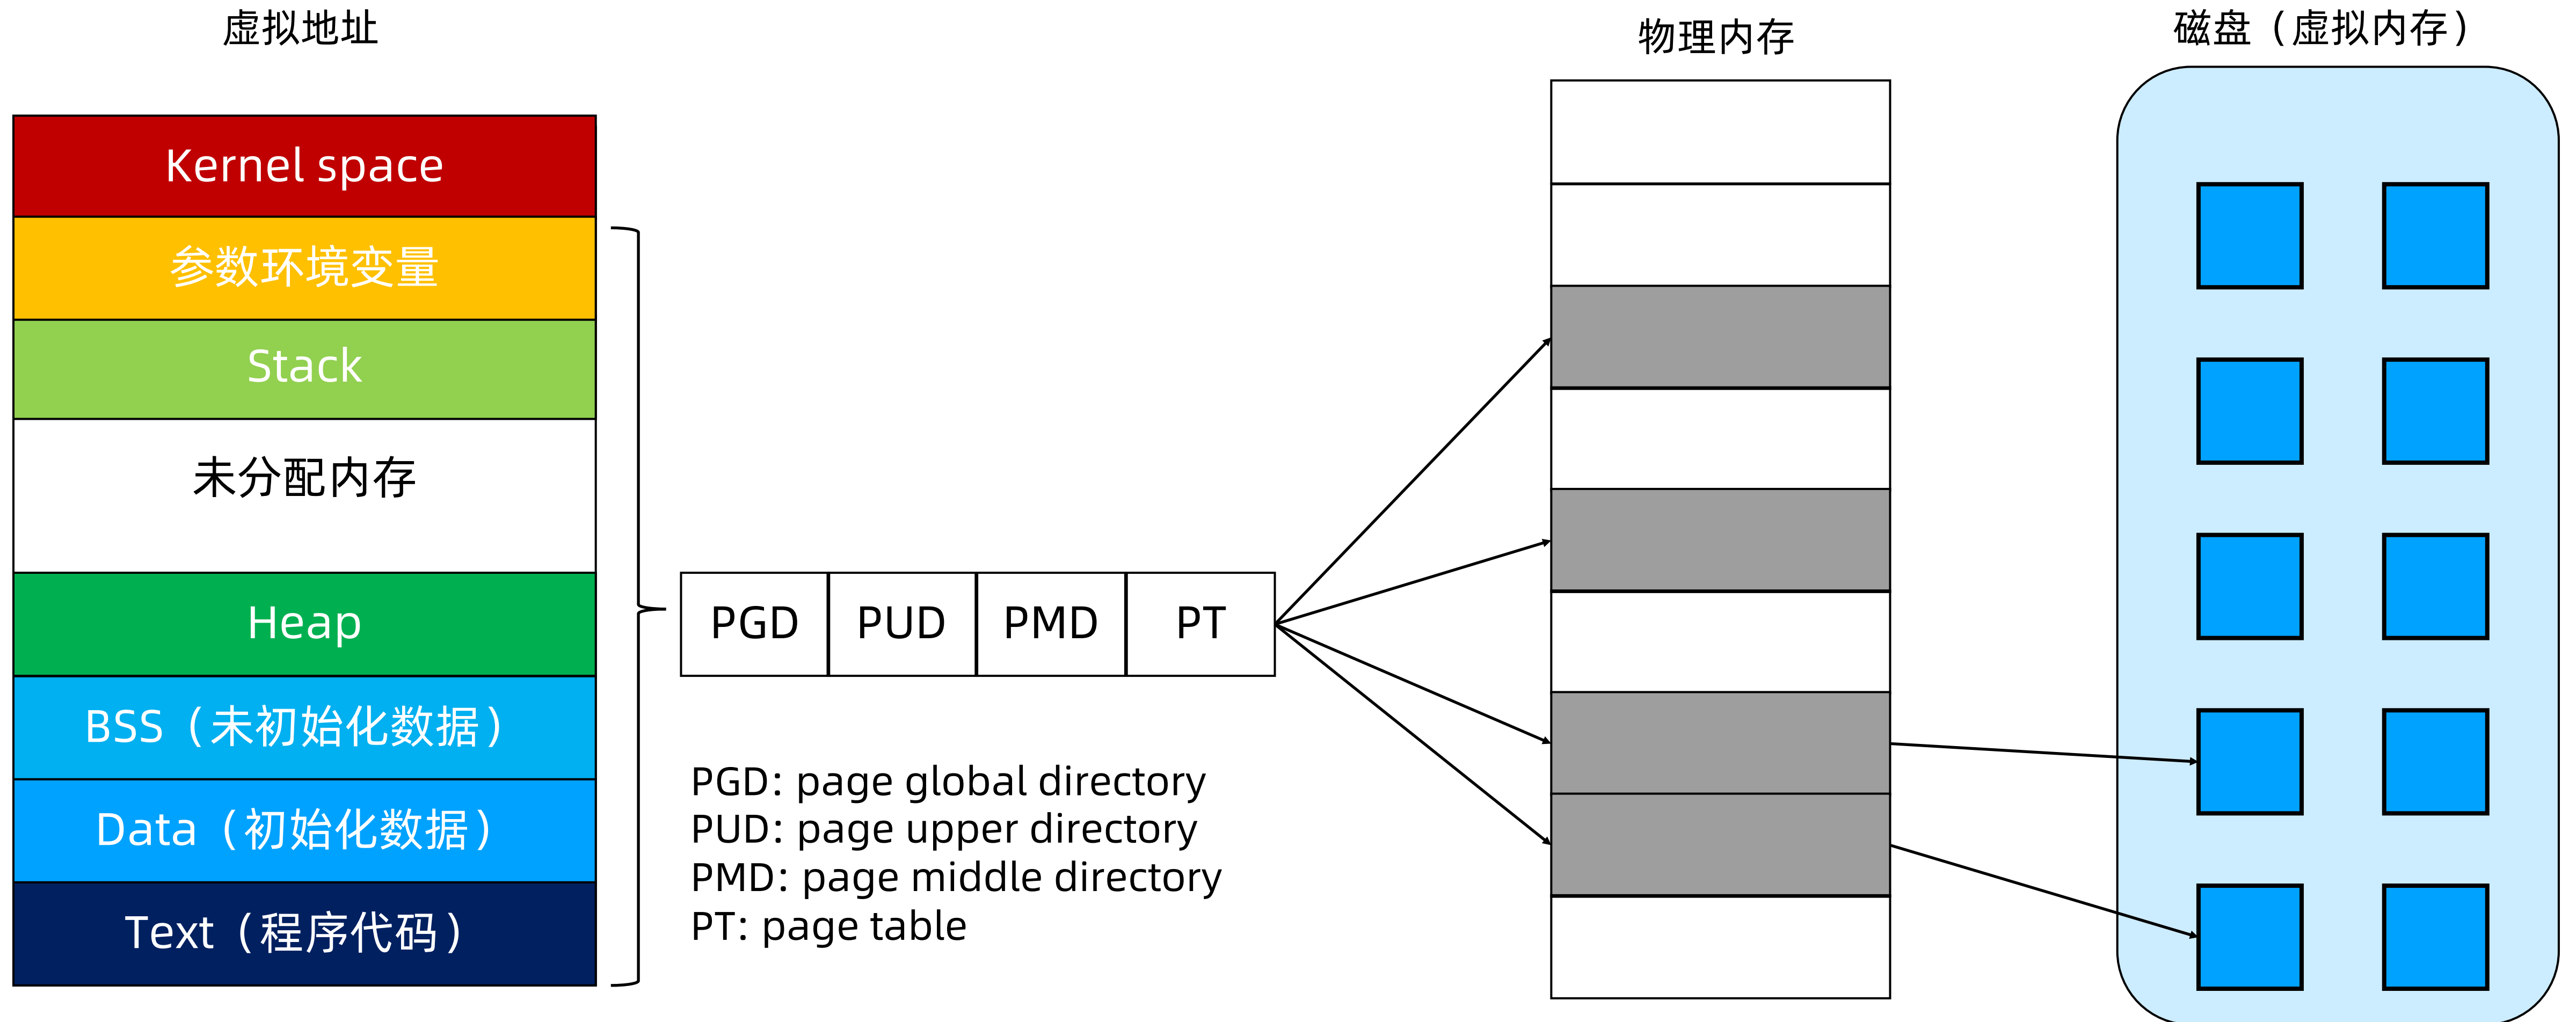 虚拟地址
物理内存
磁盘（虚拟内存）
Kernel space
参数环境变量
Stack
未分配内存
Heap
BSS（未初始化数据）
Data（初始化数据）
Text（程序代码）
PGD
PUD
PMD
PT
PGD: page global directory
PUD: page upper directory
PMD: page middle directory
PT: page table